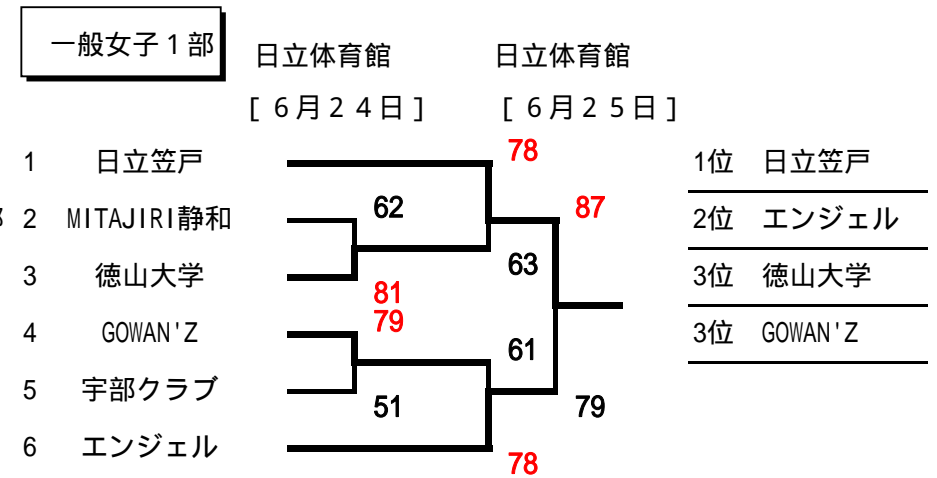 一般女子１部
日立体育館 日立体育館
[６月２４日] [６月２５日]
78
1 日立笠戸 1位 日立笠戸
62 87
2 MITAJIRI静和 2位 エンジェル
63
3 徳山大学 3位 徳山大学
81
79
4 GOWAN'Z 3位 GOWAN'Z
61
5 宇部クラブ
51 79
6 エンジェル
78